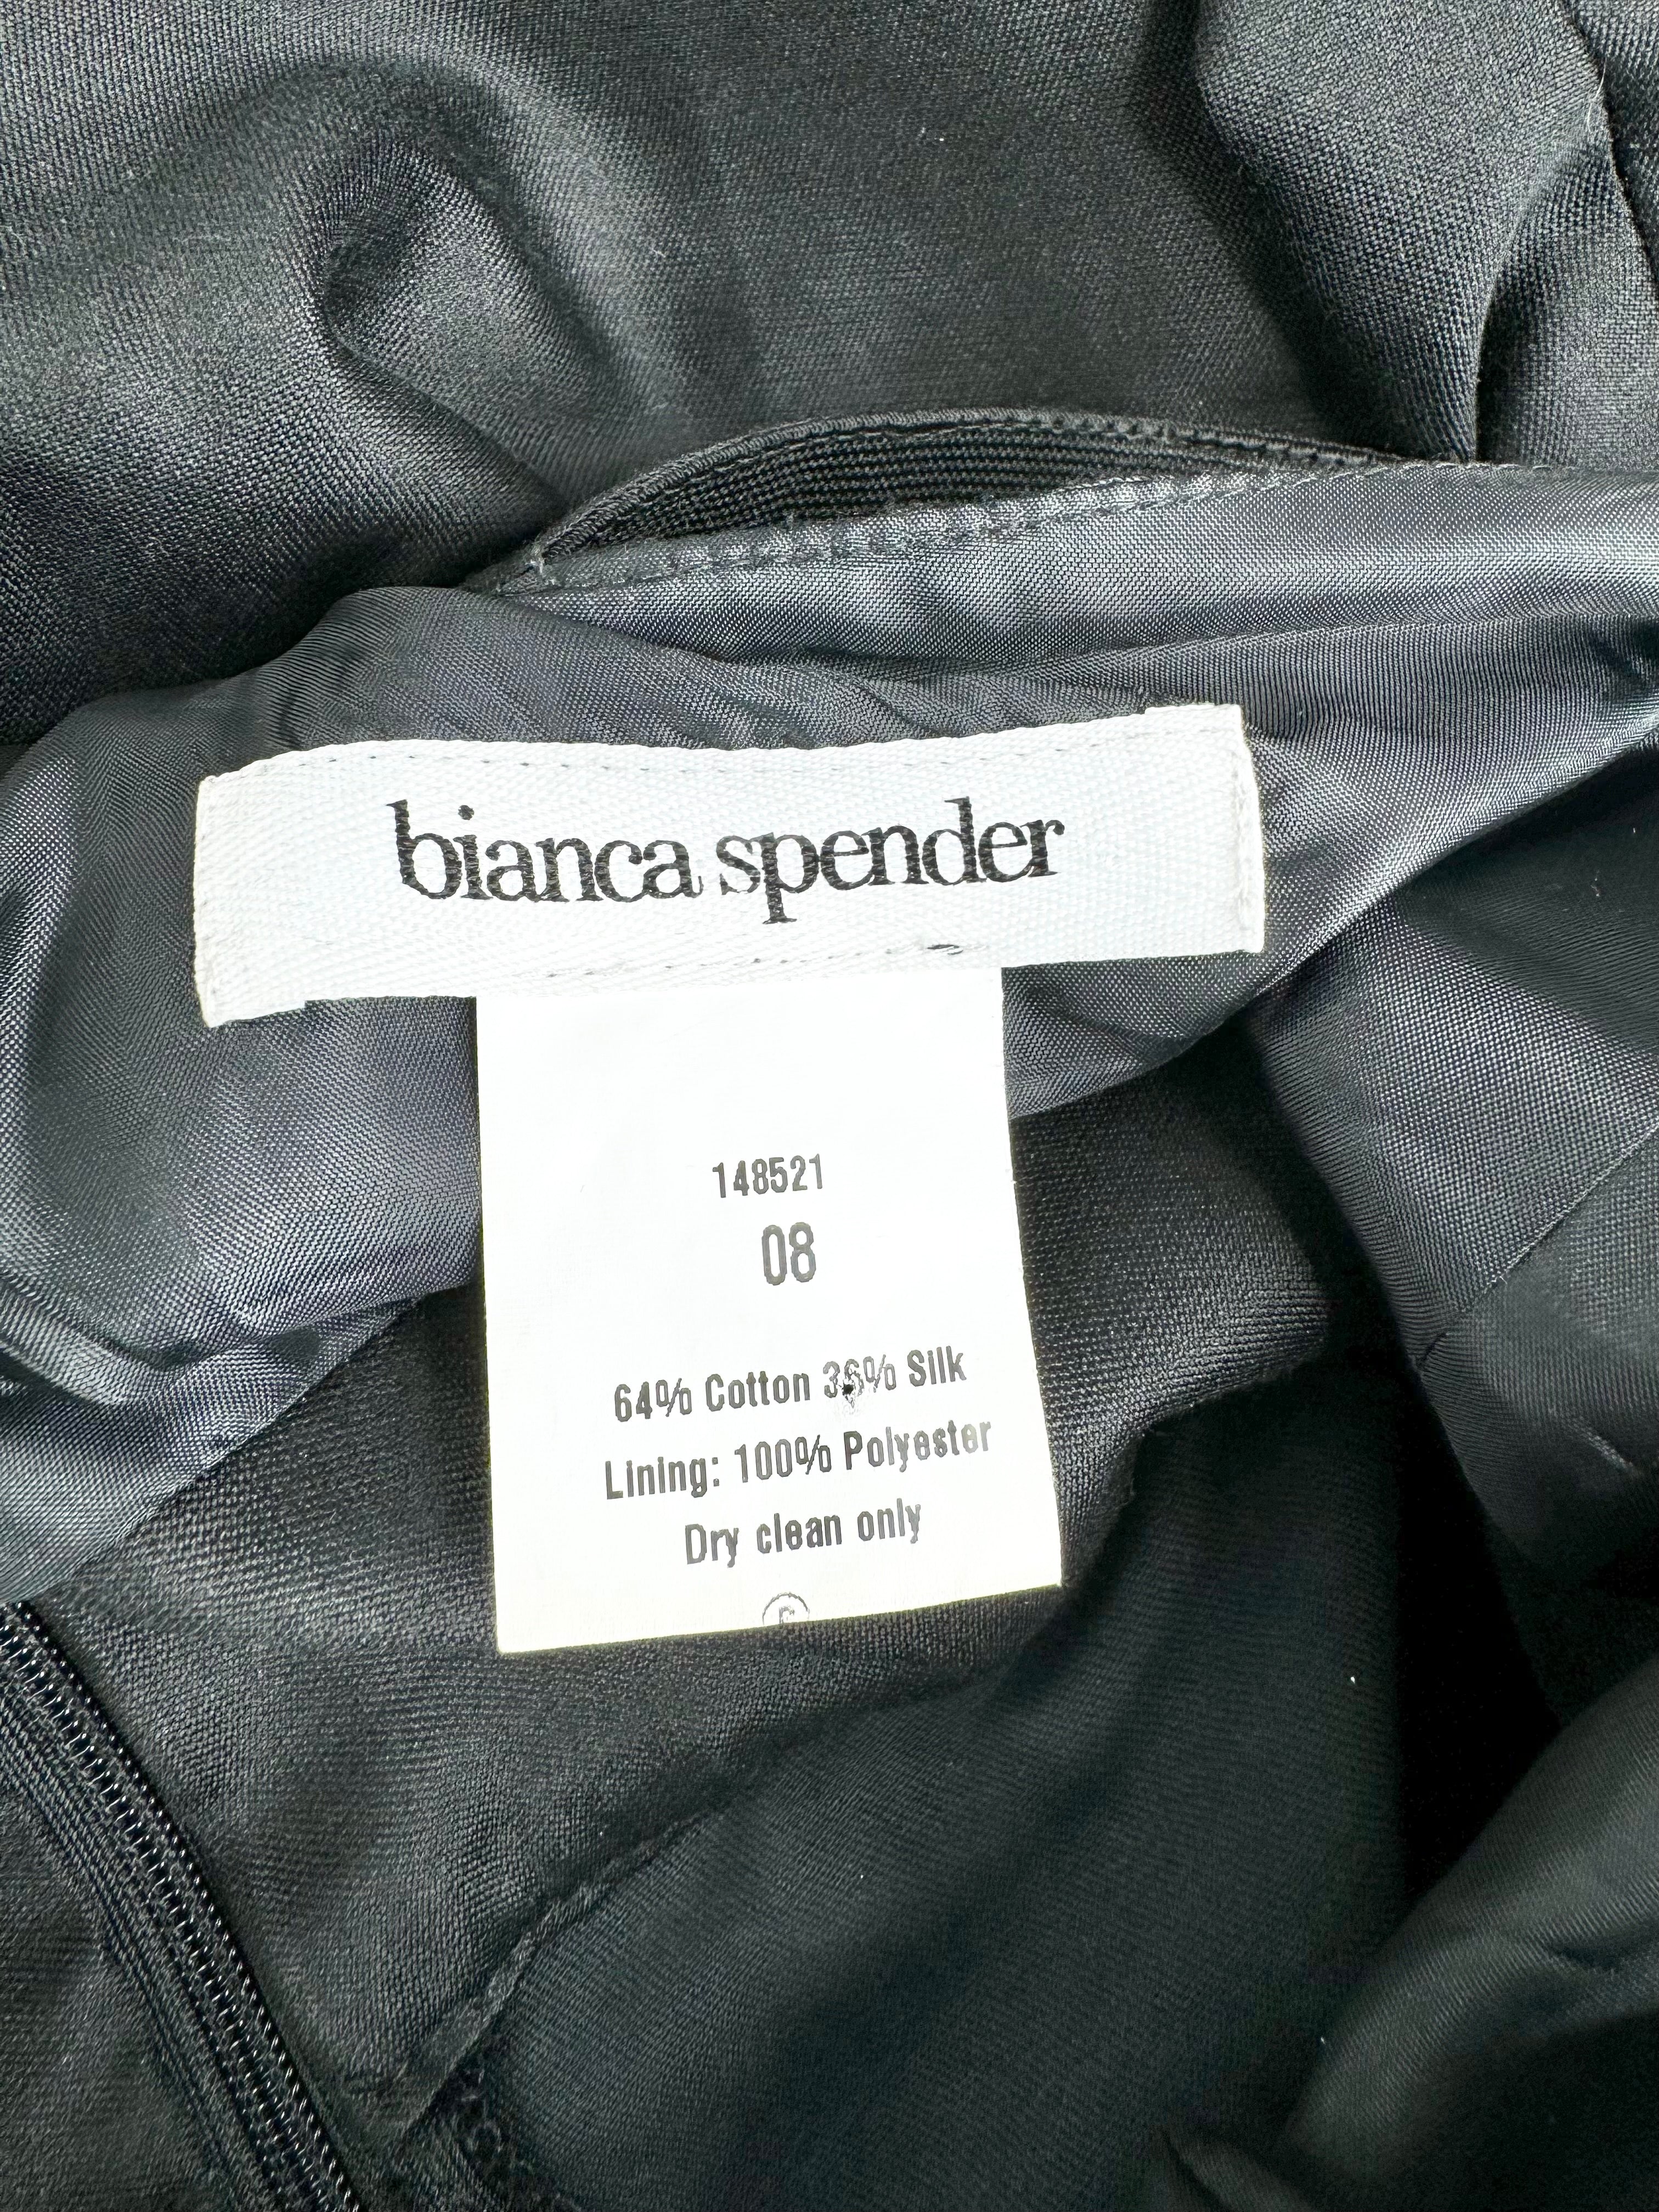 bianca spender
148521
08
64% Cotton 36% Silk
Lining: 100% Polyester
Dry clean only